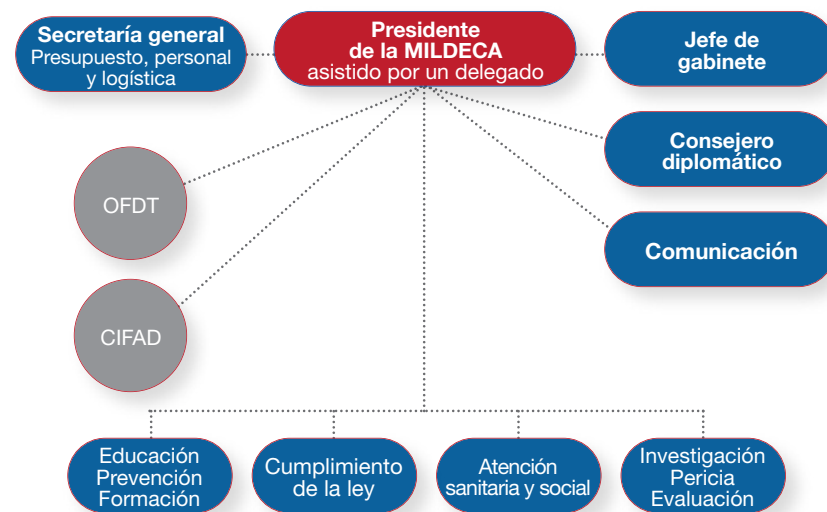 Secretaría general
Presupuesto, personal
y logística
Presidente
de la MILDECA
asistido por un delegado
Jefe de
gabinete
Consejero
diplomático
Comunicación
OFDT
CIFAD
Educación
Prevención
Formación
Cumplimiento
de la ley
Atención
sanitaria y social
Investigación
Pericia
Evaluación